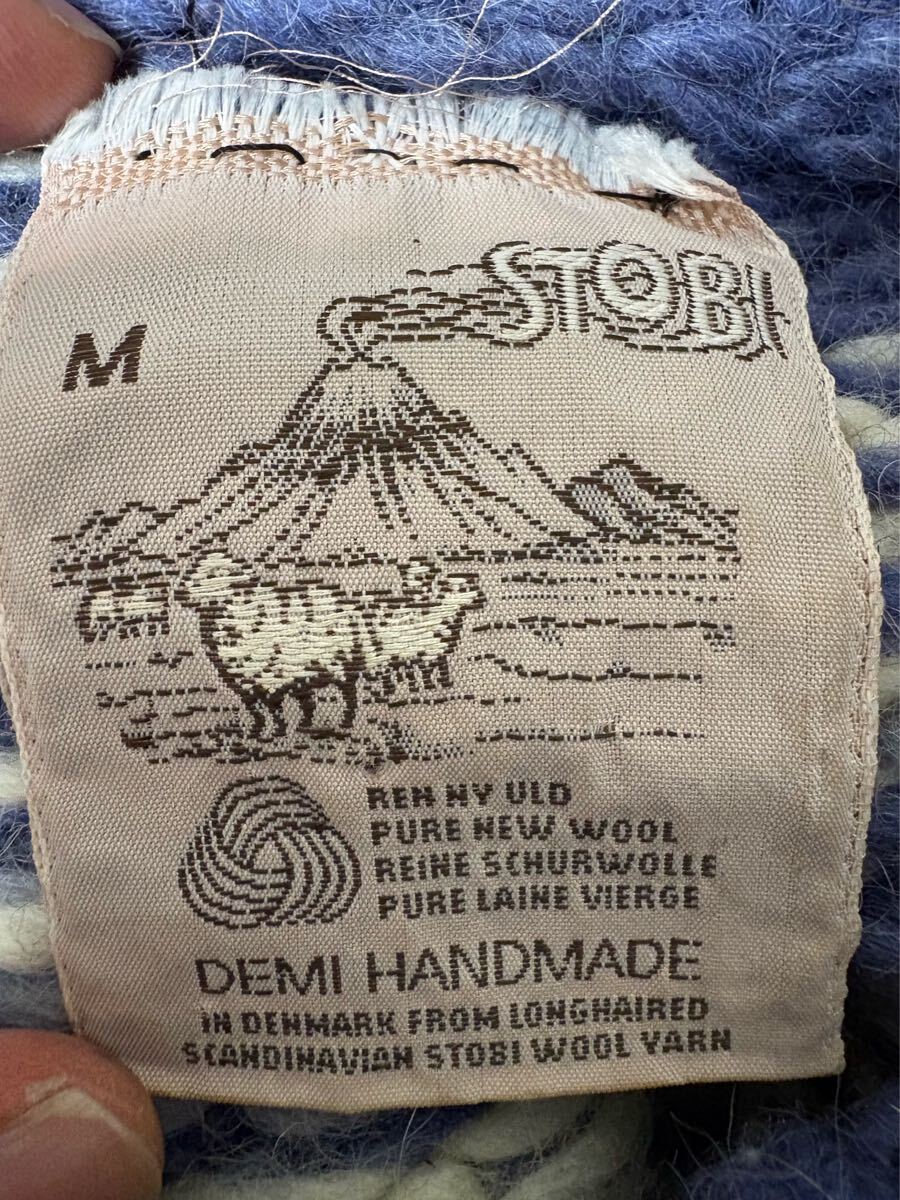 STOBI
M
REN NY ULD
PURE NEW WOOL
REINE SCHURWOLLE
PURE LAINE VIERGE
DEMI HANDMADE
IN DENMARK FROM LONGHAIRED
SCANDINAVIAN STOBI WOOL YARN